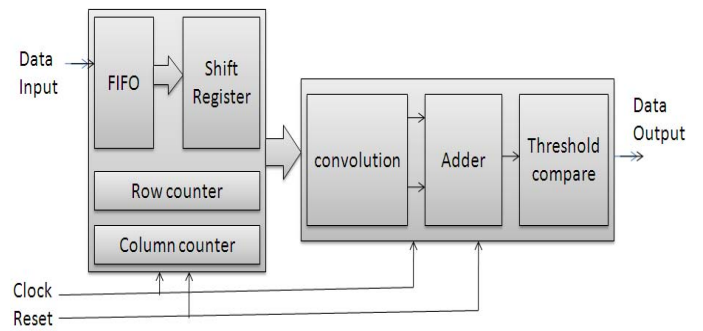 Data
Input
FIFO
Shift
Register
Row counter
Column counter
convolution
Adder
Threshold
compare
Data
Output
Clock
Reset